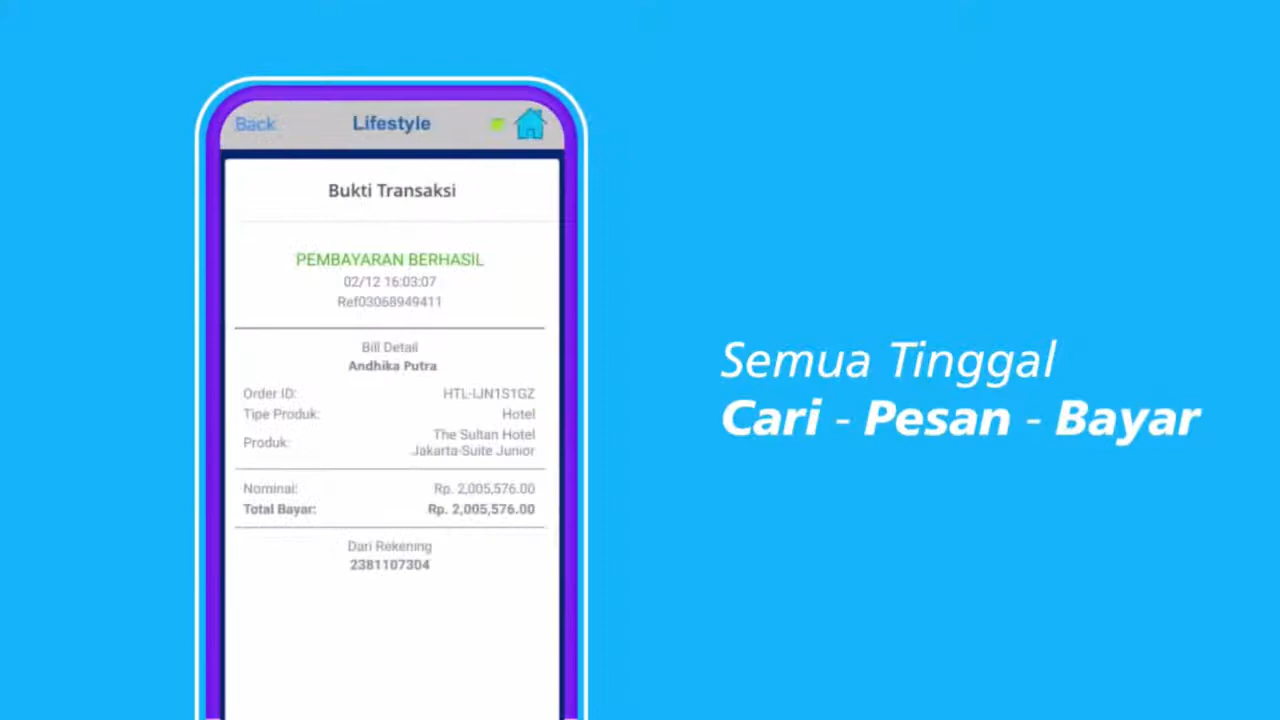 Back Lifestyle
Bukti Transaksi
PEMBAYARAN BERHASIL
02/12 16:03:07
Ref03068949411
Bill Detail
Andhika Putra
Order ID: HTL-IJN1S1GZ
Tipe Produk: Hotel
Produk: The Sultan Hotel
Jakarta-Suite Junior
Nominal: Rp. 2,005,576.00
Total Bayar: Rp. 2,005,576.00
Dari Rekening
2381107304
Semua Tinggal
Cari - Pesan - Bayar